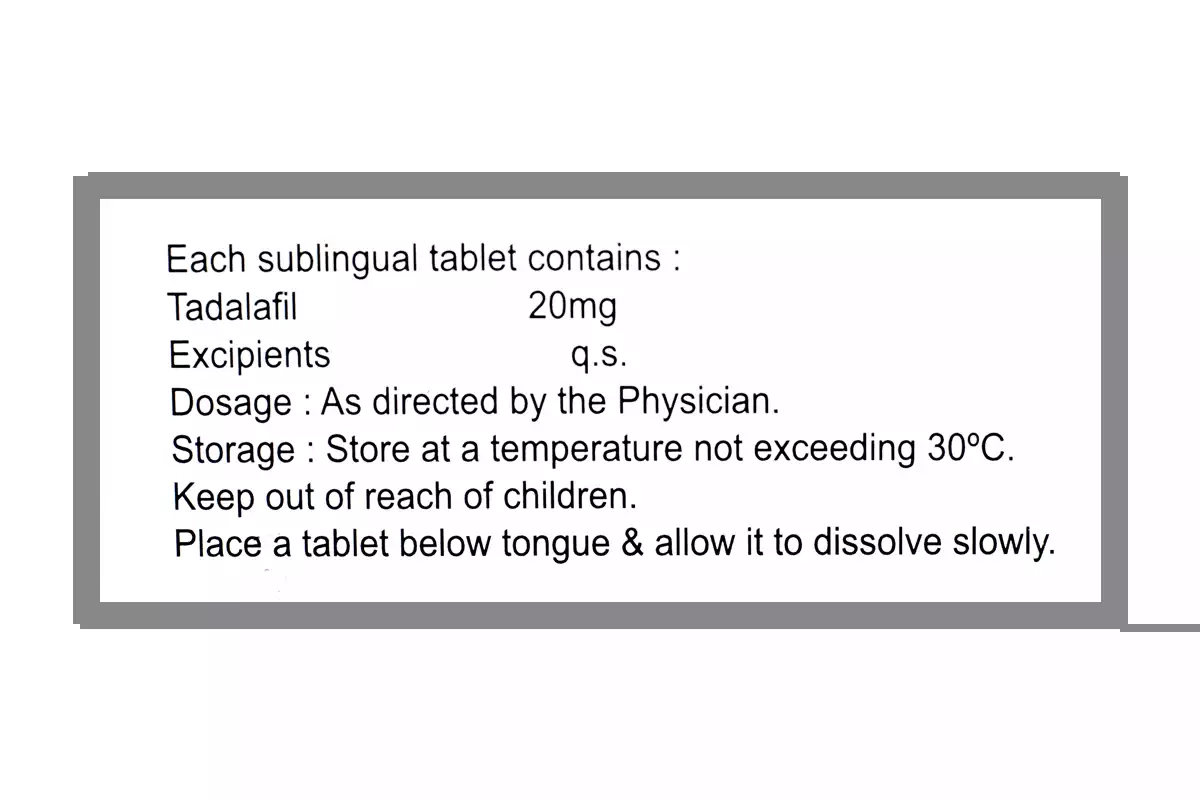 Each sublingual tablet contains :
Tadalafil 20mg
Excipients q.s.
Dosage : As directed by the Physician.
Storage : Store at a temperature not exceeding 30ºC.
Keep out of reach of children.
Place a tablet below tongue & allow it to dissolve slowly.